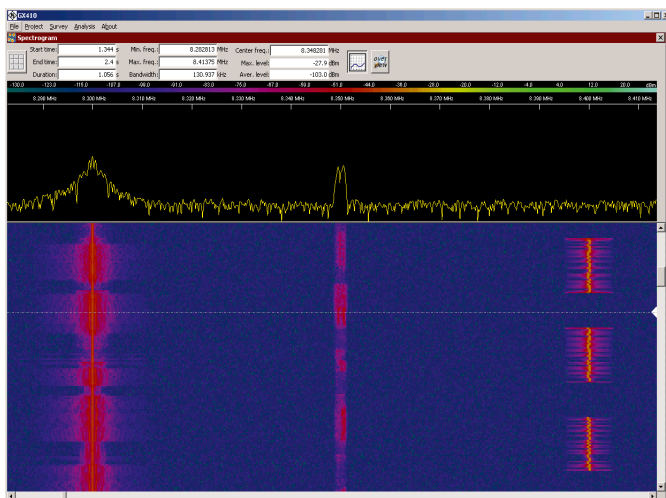 GX410
File Project Survey Analysis About
Spectrogram
Start time: 1.344 s Min. freq.: 8.282813 MHz Center freq.: 8.348281 MHz
End time: 2.4 s Max. freq.: 8.41375 MHz Max. level: -27.9 dBm
Duration: 1.056 s Bandwidth: 130.937 kHz Aver. level: -103.0 dBm
over view
-130.0 -123.0 -115.0 -107.0 -99.0 -91.0 -83.0 -75.0 -67.0 -59.0 -51.0 -44.0 -36.0 -28.0 -20.0 -12.0 -4.0 4.0 12.0 20.0 dBm
8.290 MHz 8.300 MHz 8.310 MHz 8.320 MHz 8.330 MHz 8.340 MHz 8.350 MHz 8.360 MHz 8.370 MHz 8.380 MHz 8.390 MHz 8.400 MHz 8.410 MHz